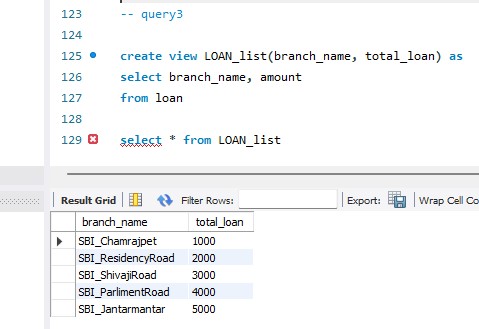 123 -- query3
124
125 create view LOAN_list(branch_name, total_loan) as
126 select branch_name, amount
127 from loan
128
129 select * from LOAN_list
Result Grid Filter Rows: Export: Wrap Cell Co
branch_name total_loan
SBI_Chamrajpet 1000
SBI_ResidencyRoad 2000
SBI_ShivajiRoad 3000
SBI_ParlimentRoad 4000
SBI_Jantarmantar 5000